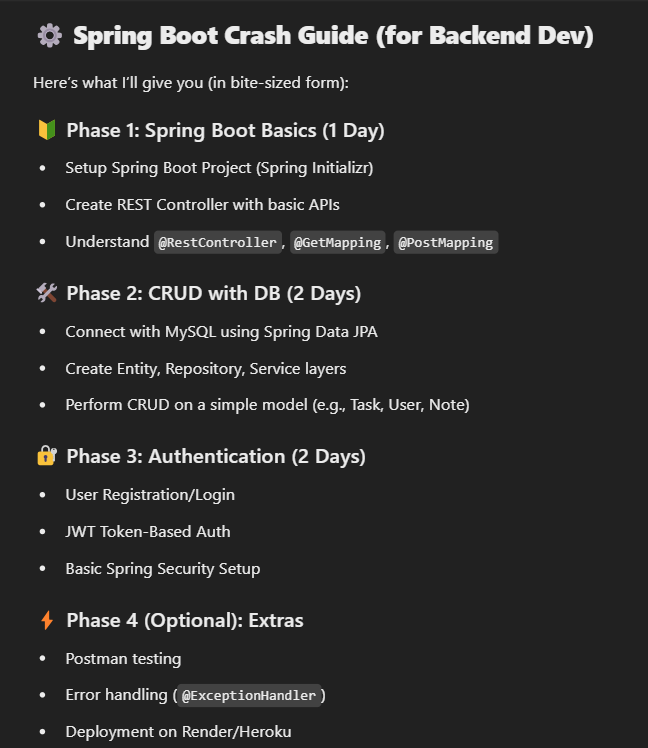 ⚙️ Spring Boot Crash Guide (for Backend Dev)
Here's what I'll give you (in bite-sized form):
🔰 Phase 1: Spring Boot Basics (1 Day)
• Setup Spring Boot Project (Spring Initializr)
• Create REST Controller with basic APIs
• Understand @RestController, @GetMapping, @PostMapping
🛠️ Phase 2: CRUD with DB (2 Days)
• Connect with MySQL using Spring Data JPA
• Create Entity, Repository, Service layers
• Perform CRUD on a simple model (e.g., Task, User, Note)
🔐 Phase 3: Authentication (2 Days)
• User Registration/Login
• JWT Token-Based Auth
• Basic Spring Security Setup
⚡ Phase 4 (Optional): Extras
• Postman testing
• Error handling (@ExceptionHandler)
• Deployment on Render/Heroku